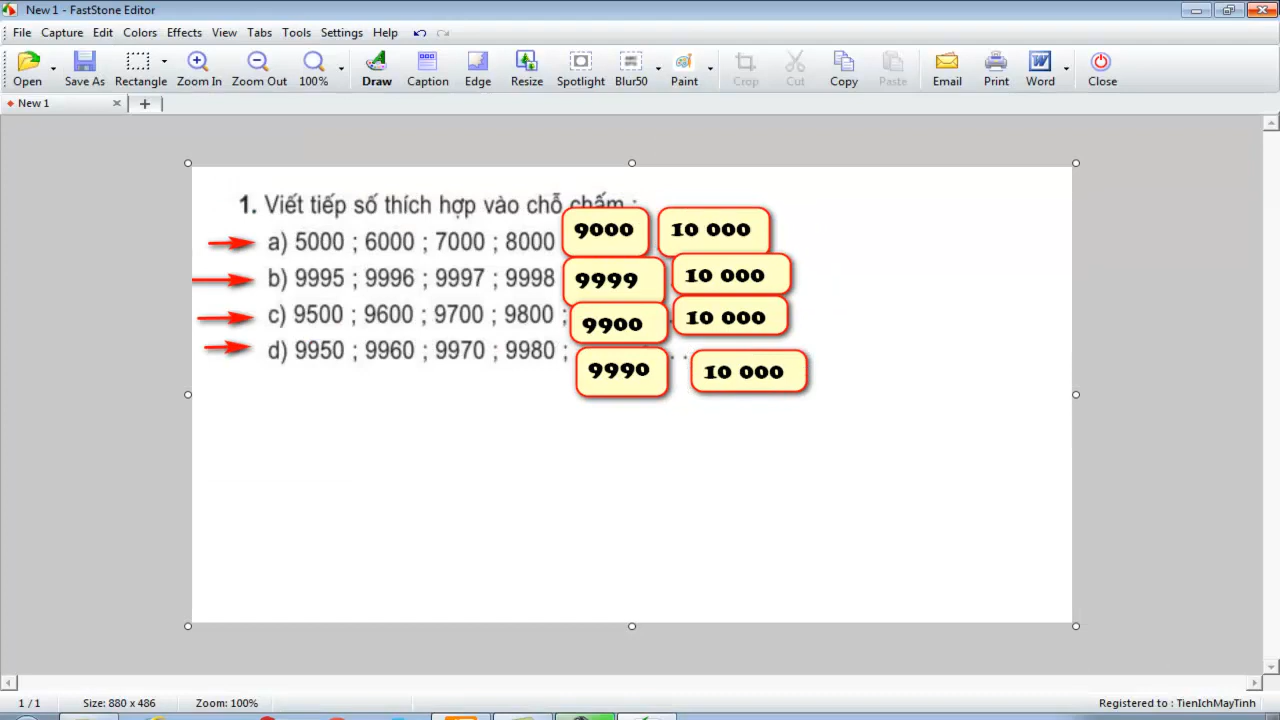 New 1 - FastStone Editor
File Capture Edit Colors Effects View Tabs Tools Settings Help
Open Save As Rectangle Zoom In Zoom Out 100% Draw Caption Edge Resize Spotlight Blur50 Paint Crop Cut Copy Paste Email Print Word Close
New 1
1. Viết tiếp số thích hợp vào chỗ chấm :
a) 5000 ; 6000 ; 7000 ; 8000 9000 10 000
b) 9995 ; 9996 ; 9997 ; 9998 9999 10 000
c) 9500 ; 9600 ; 9700 ; 9800 ; 9900 . 10 000
d) 9950 ; 9960 ; 9970 ; 9980 ; 9990 . . 10 000
1 / 1 Size: 880 x 486 Zoom: 100% Registered to : TienIchMayTinh